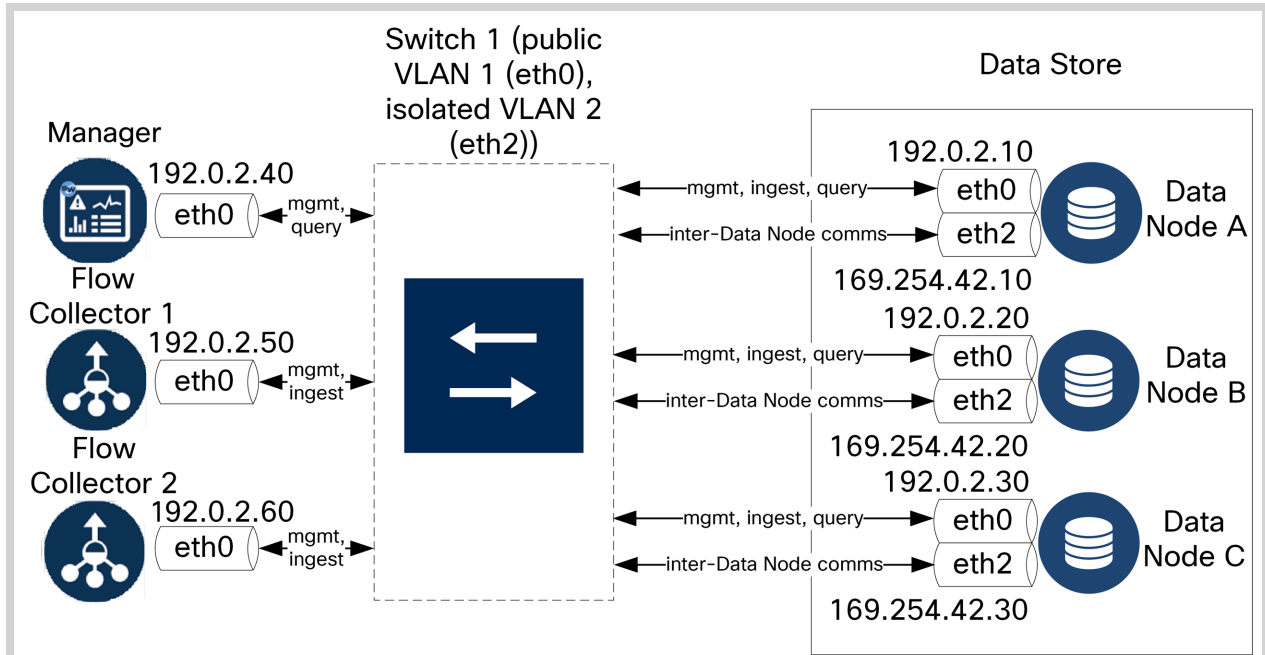 Switch 1 (public
VLAN 1 (eth0),
isolated VLAN 2
(eth2))
Data Store
Manager
192.0.2.40
eth0
mgmt,
query
Flow
Collector 1
192.0.2.50
eth0
mgmt,
ingest
Flow
Collector 2
192.0.2.60
eth0
mgmt,
ingest
192.0.2.10
mgmt, ingest, query
eth0
inter-Data Node comms
eth2
Data
Node A
169.254.42.10
192.0.2.20
mgmt, ingest, query
eth0
inter-Data Node comms
eth2
Data
Node B
169.254.42.20
192.0.2.30
mgmt, ingest, query
eth0
inter-Data Node comms
eth2
Data
Node C
169.254.42.30